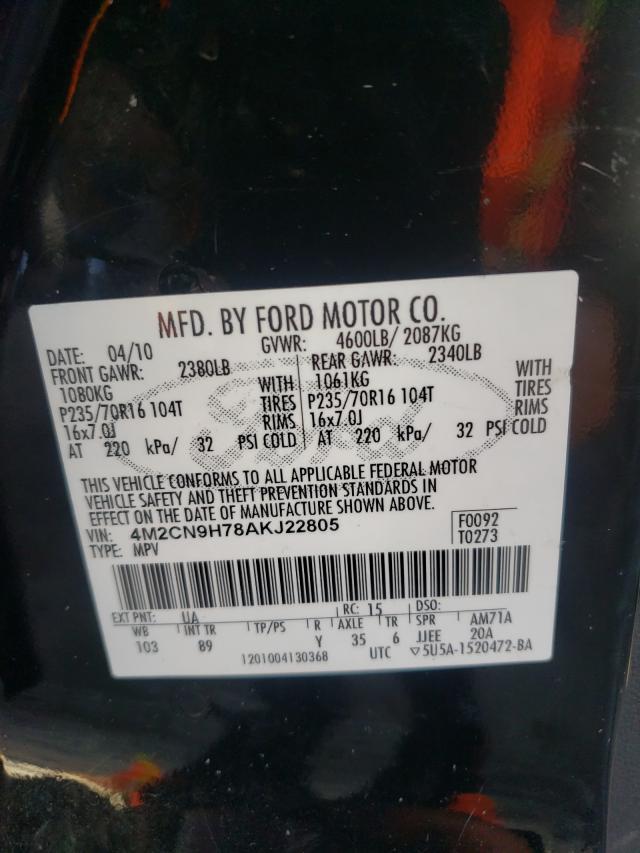 MFD. BY FORD MOTOR CO.
DATE: 04/10 GVWR: 4600LB/ 2087KG
FRONT GAWR: 2380LB REAR GAWR: 2340LB
1080KG WITH 1061KG WITH
P235/70R16 104T TIRES P235/70R16 104T TIRES
16x7.0J RIMS 16x7.0J RIMS
AT 220 kPa/ 32 PSI COLD AT 220 kPa/ 32 PSI COLD
Ford
THIS VEHICLE CONFORMS TO ALL APPLICABLE FEDERAL MOTOR
VEHICLE SAFETY AND THEFT PREVENTION STANDARDS IN
EFFECT ON THE DATE OF MANUFACTURE SHOWN ABOVE.
VIN: 4M2CN9H78AKJ22805 F0092
TYPE: MPV T0273
EXT PNT: UA RC: 15 DSO:
WB INT TR TP/PS R AXLE TR SPR AM71A
103 89 Y 35 6 JJEE 20A
1201004130368 UTC ▽5U5A-1520472-BA